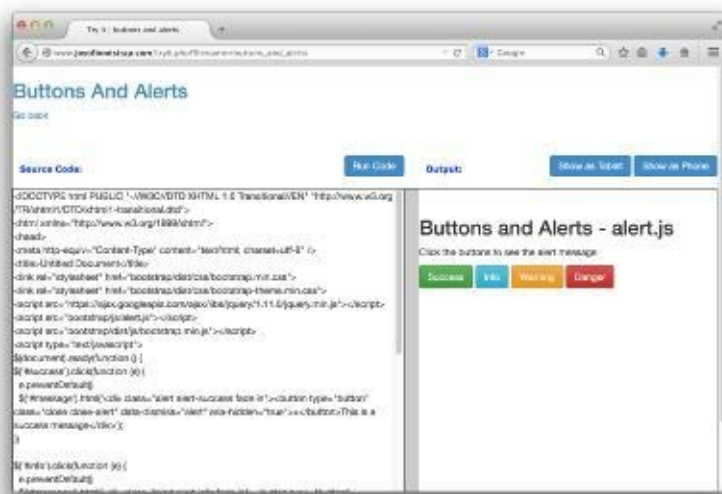 Try it : buttons and alerts
www.joyofbootstrap.com/tryit.php?filename=buttons_and_alerts
Google
Buttons And Alerts
Go back
Source Code:
Run Code
Output:
Show as Tablet
Show as Phone
<!DOCTYPE html PUBLIC "-//W3C//DTD XHTML 1.0 Transitional//EN" "http://www.w3.org
/TR/xhtml1/DTD/xhtml1-transitional.dtd">
<html xmlns="http://www.w3.org/1999/xhtml">
<head>
<meta http-equiv="Content-Type" content="text/html; charset=utf-8" />
<title>Untitled Document</title>
<link rel="stylesheet" href="bootstrap/dist/css/bootstrap.min.css">
<link rel="stylesheet" href="bootstrap/dist/css/bootstrap-theme.min.css">
<script src="https://ajax.googleapis.com/ajax/libs/jquery/1.11.0/jquery.min.js"></script>
<script src="bootstrap/js/alert.js"></script>
<script src="bootstrap/dist/js/bootstrap.min.js"></script>
<script type="text/javascript">
$(document).ready(function () {
$('#success').click(function (e) {
e.preventDefault()
$('#message').html('<div class="alert alert-success fade in"><button type="button"
class="close close-alert" data-dismiss="alert" aria-hidden="true">×</button>This is a
success message</div>');
})
$('#info').click(function (e) {
e.preventDefault()
Buttons and Alerts - alert.js
Click the buttons to see the alert message
Success
Info
Warning
Danger